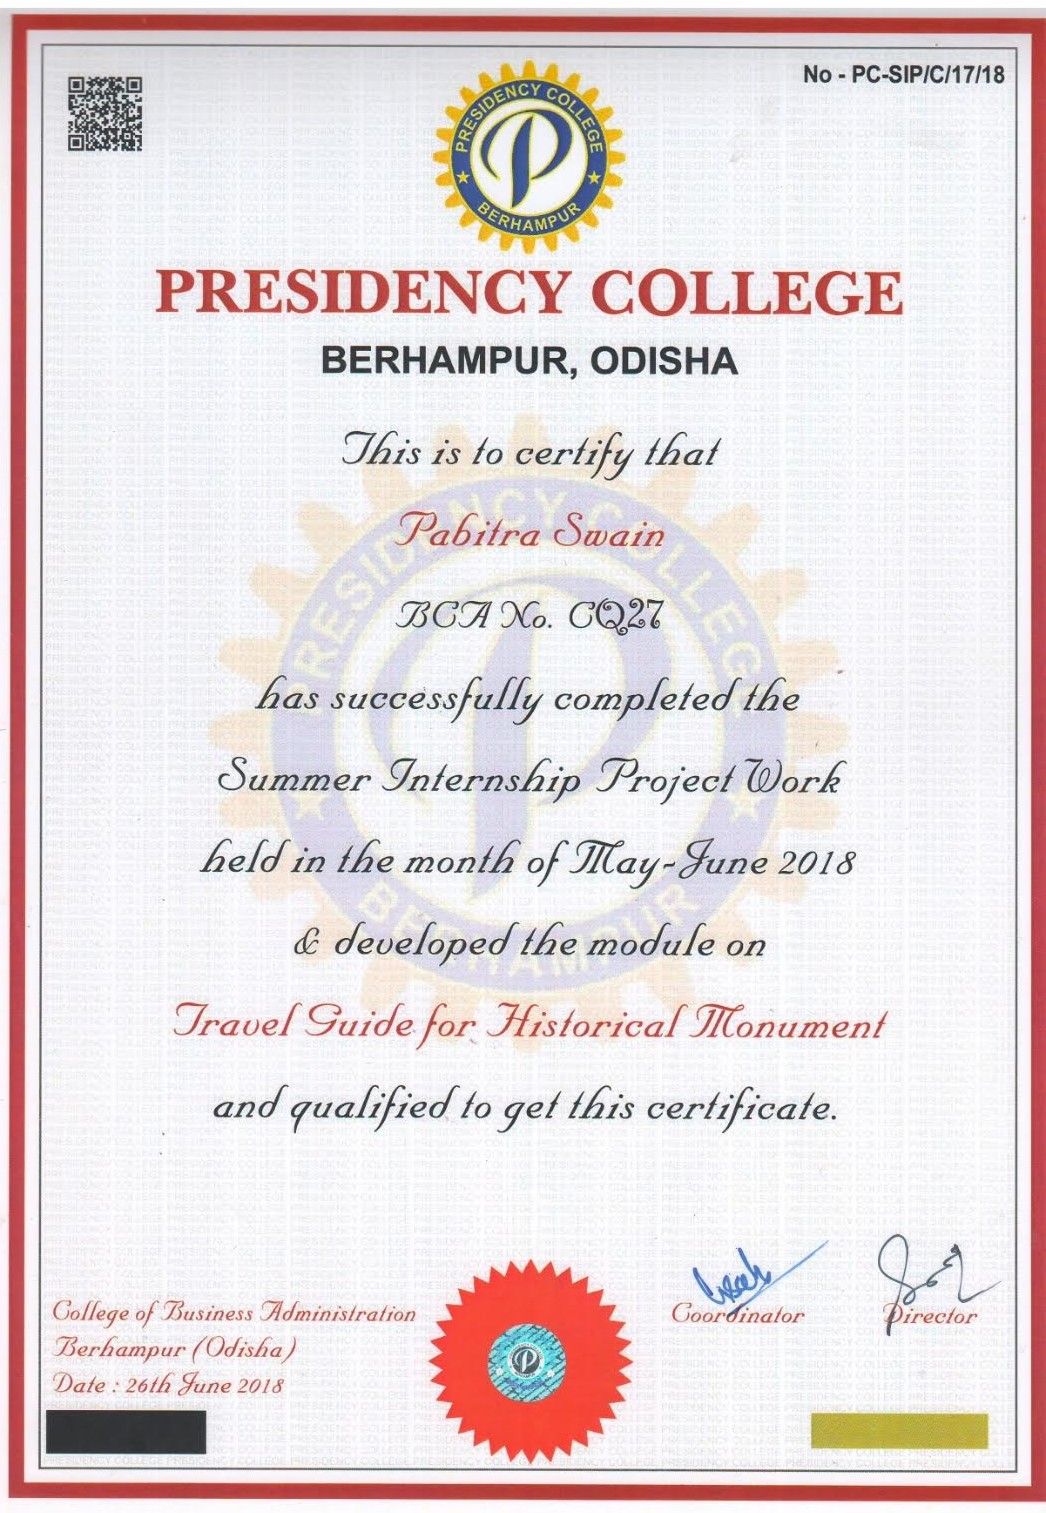 No - PC-SIP/C/17/18
PRESIDENCY COLLEGE
BERHAMPUR
PRESIDENCY COLLEGE
BERHAMPUR, ODISHA
This is to certify that
Pabitra Swain
BCA No. CQ27
has successfully completed the
Summer Internship Project Work
held in the month of May-June 2018
& developed the module on
Travel Guide for Historical Monument
and qualified to get this certificate.
College of Business Administration
Berhampur (Odisha)
Date : 26th June 2018
Coordinator
Director